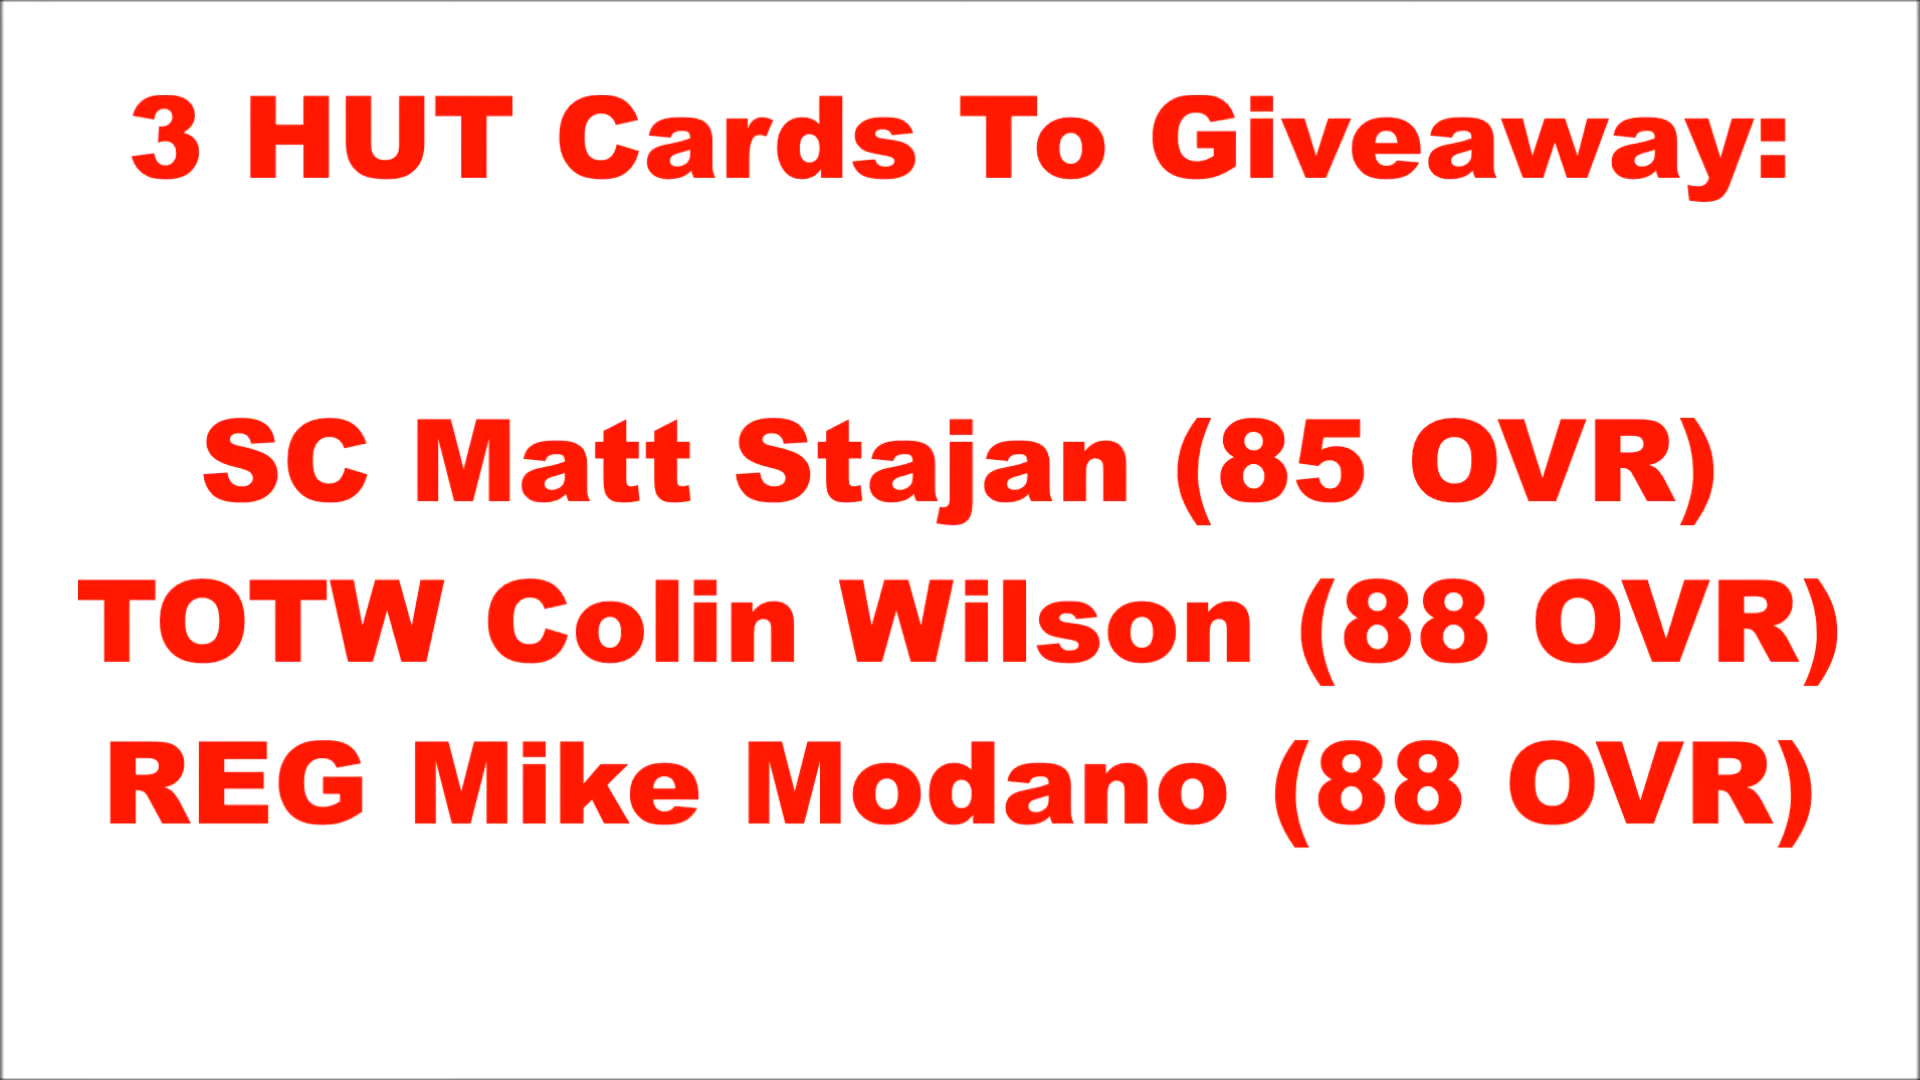 3 HUT Cards To Giveaway:
SC Matt Stajan (85 OVR)
TOTW Colin Wilson (88 OVR)
REG Mike Modano (88 OVR)